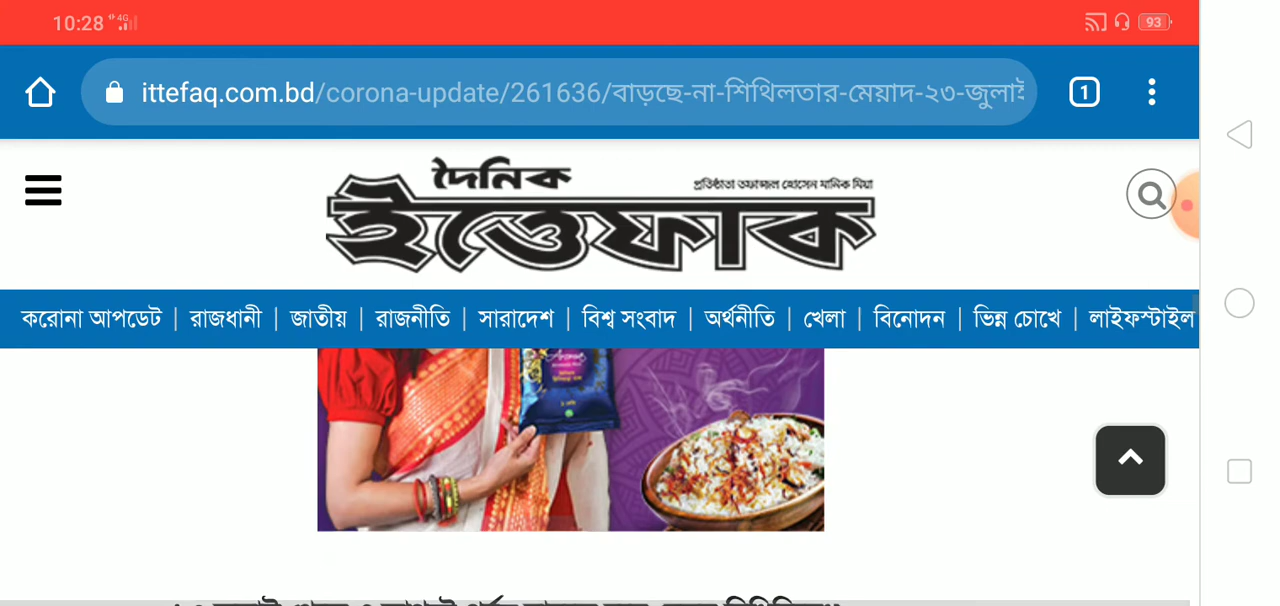 10:28 4G 93
ittefaq.com.bd/corona-update/261636/বাড়ছে-না-শিথিলতার-মেয়াদ-২৩-জুলাই 1
দৈনিক
প্রতিষ্ঠাতা তফাজ্জল হোসেন মানিক মিয়া
ইত্তেফাক
করোনা আপডেট | রাজধানী | জাতীয় | রাজনীতি | সারাদেশ | বিশ্ব সংবাদ | অর্থনীতি | খেলা | বিনোদন | ভিন্ন চোখে | লাইফস্টাইল